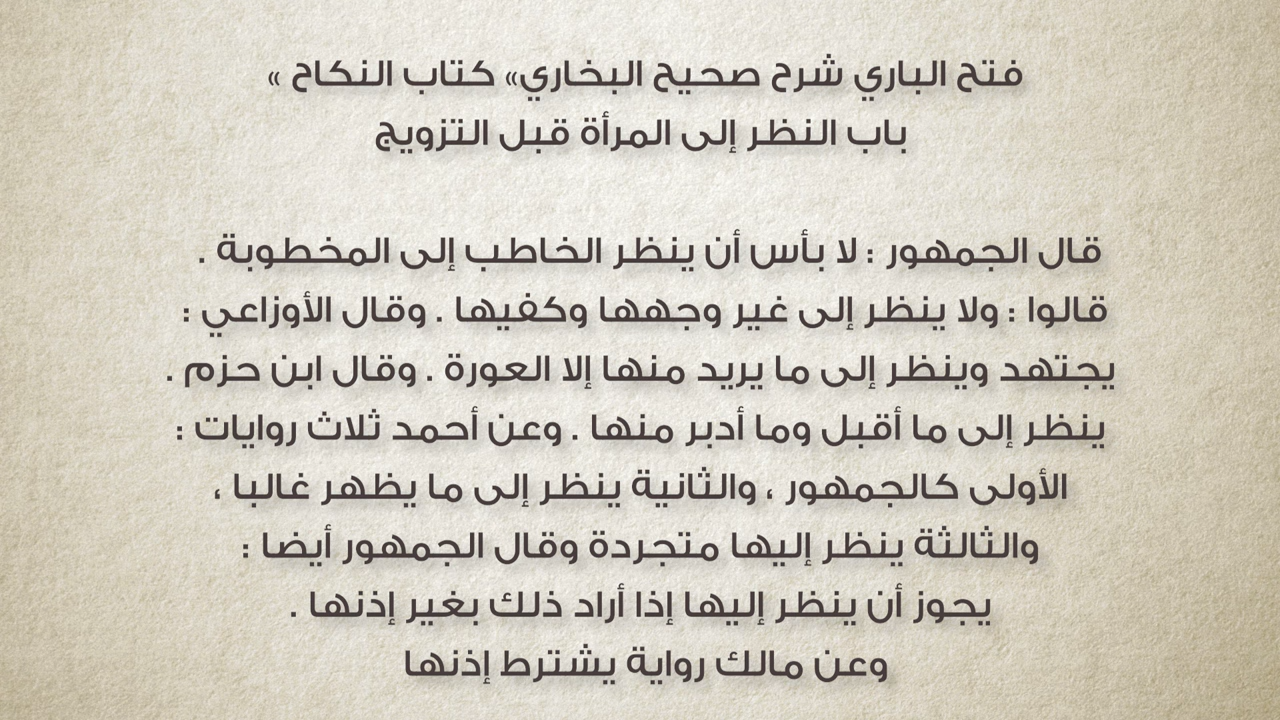 فتح الباري شرح صحيح البخاري» كتاب النكاح »
باب النظر إلى المرأة قبل التزويج
قال الجمهور : لا بأس أن ينظر الخاطب إلى المخطوبة .
قالوا : ولا ينظر إلى غير وجهها وكفيها . وقال الأوزاعي :
يجتهد وينظر إلى ما يريد منها إلا العورة . وقال ابن حزم .
ينظر إلى ما أقبل وما أدبر منها . وعن أحمد ثلاث روايات :
الأولى كالجمهور ، والثانية ينظر إلى ما يظهر غالبا ،
والثالثة ينظر إليها متجردة وقال الجمهور أيضا :
يجوز أن ينظر إليها إذا أراد ذلك بغير إذنها .
وعن مالك رواية يشترط إذنها